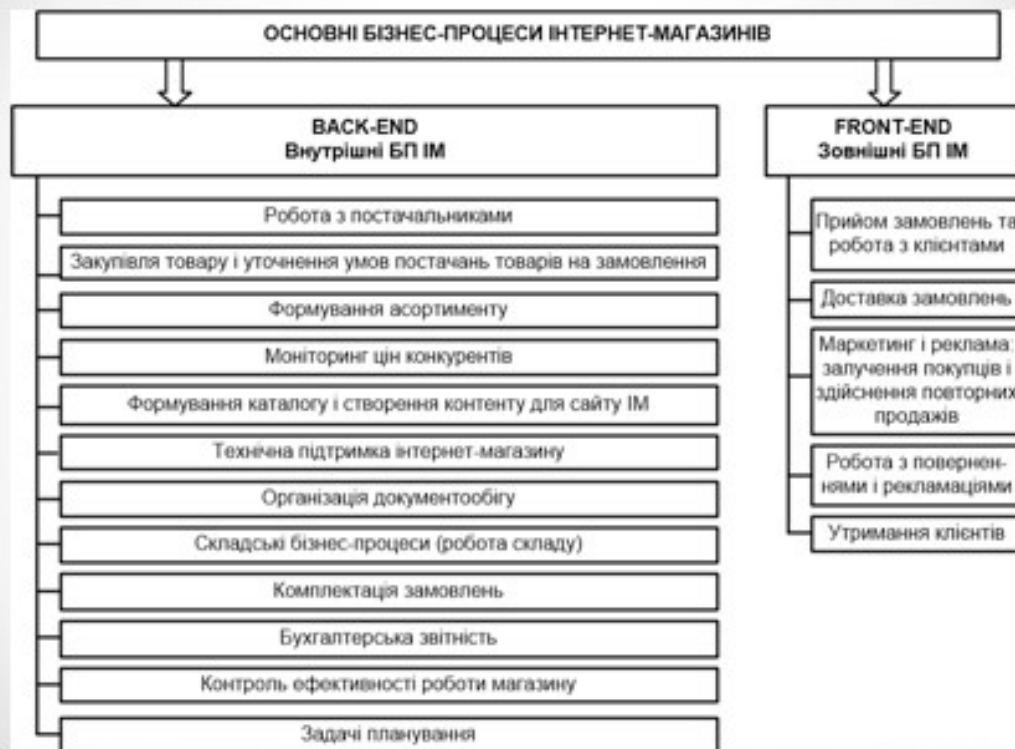 ОСНОВНІ БІЗНЕС-ПРОЦЕСИ ІНТЕРНЕТ-МАГАЗИНІВ
BACK-END
Внутрішні БП ІМ
Робота з постачальниками
Закупівля товару і уточнення умов постачань товарів на замовлення
Формування асортименту
Моніторинг цін конкурентів
Формування каталогу і створення контенту для сайту ІМ
Технічна підтримка інтернет-магазину
Організація документообігу
Складські бізнес-процеси (робота складу)
Комплектація замовлень
Бухгалтерська звітність
Контроль ефективності роботи магазину
Задачі планування
FRONT-END
Зовнішні БП ІМ
Прийом замовлень та
робота з клієнтами
Доставка замовлень
Маркетинг і реклама:
залучення покупців і
здійснення повторних
продажів
Робота з повернен-
нями і рекламаціями
Утримання клієнтів